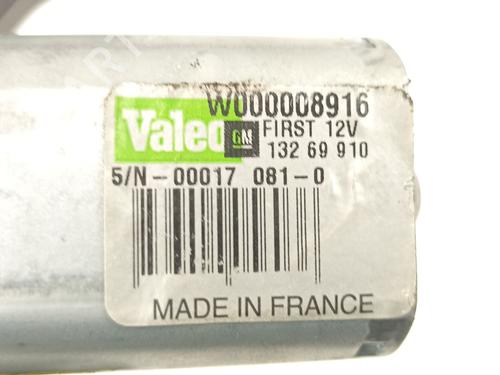 W000008916
Valeo
GM
FIRST 12V
132 69 910
S/N-00017 081-0
MADE IN FRANCE